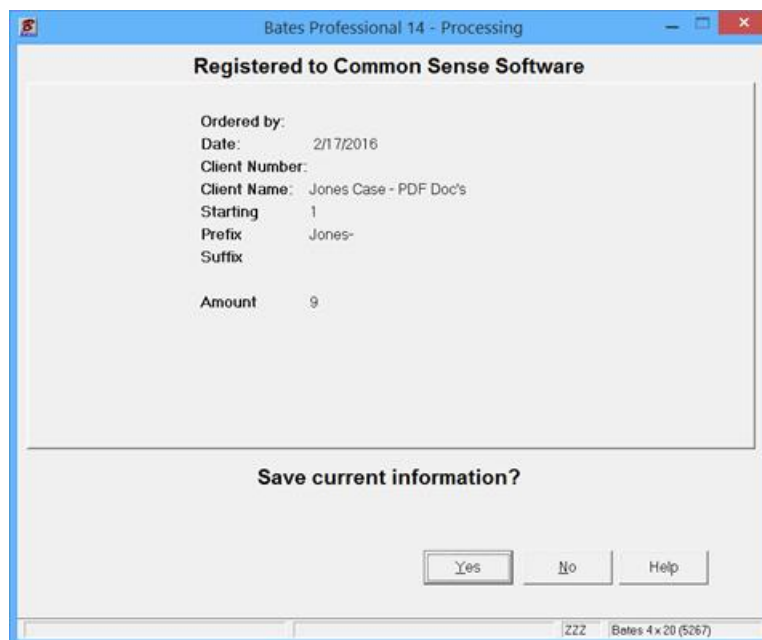 Bates Professional 14 - Processing
Registered to Common Sense Software
Ordered by:
Date: 2/17/2016
Client Number:
Client Name: Jones Case - PDF Doc's
Starting 1
Prefix Jones-
Suffix
Amount 9
Save current information?
Yes No Help
ZZZ Bates 4 x 20 (5267)